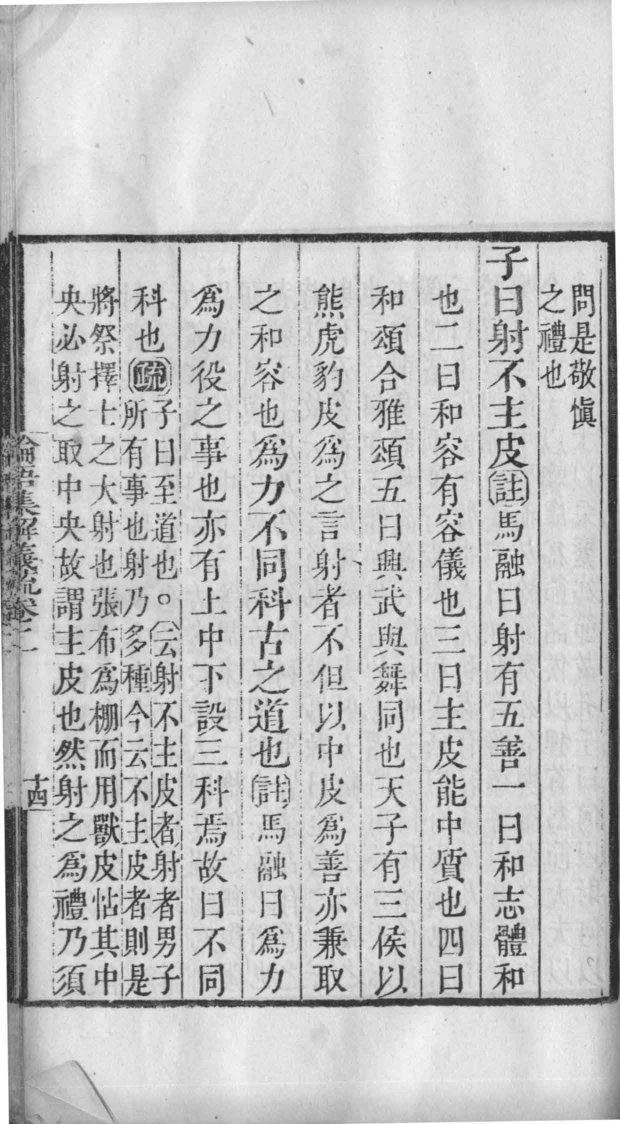 問是敬慎
之禮也
子曰射不主皮註馬融曰射有五善一曰和志體和
也二曰和容有容儀也三曰主皮能中質也四曰
和頌合雅頌五曰興武與舞同也天子有三侯以
熊虎豹皮爲之言射者不但以中皮爲善亦兼取
之和容也爲力不同科古之道也註馬融曰爲力
爲力役之事也亦有上中下設三科焉故曰不同
科也疏子曰至道也○云射不主皮者射者男子
所有事也射乃多種今云不主皮者則是
將祭擇士之大射也張布爲棚而用獸皮怗其中
央必射之取中央故謂主皮也然射之爲禮乃須
論語集解義疏卷二
十四